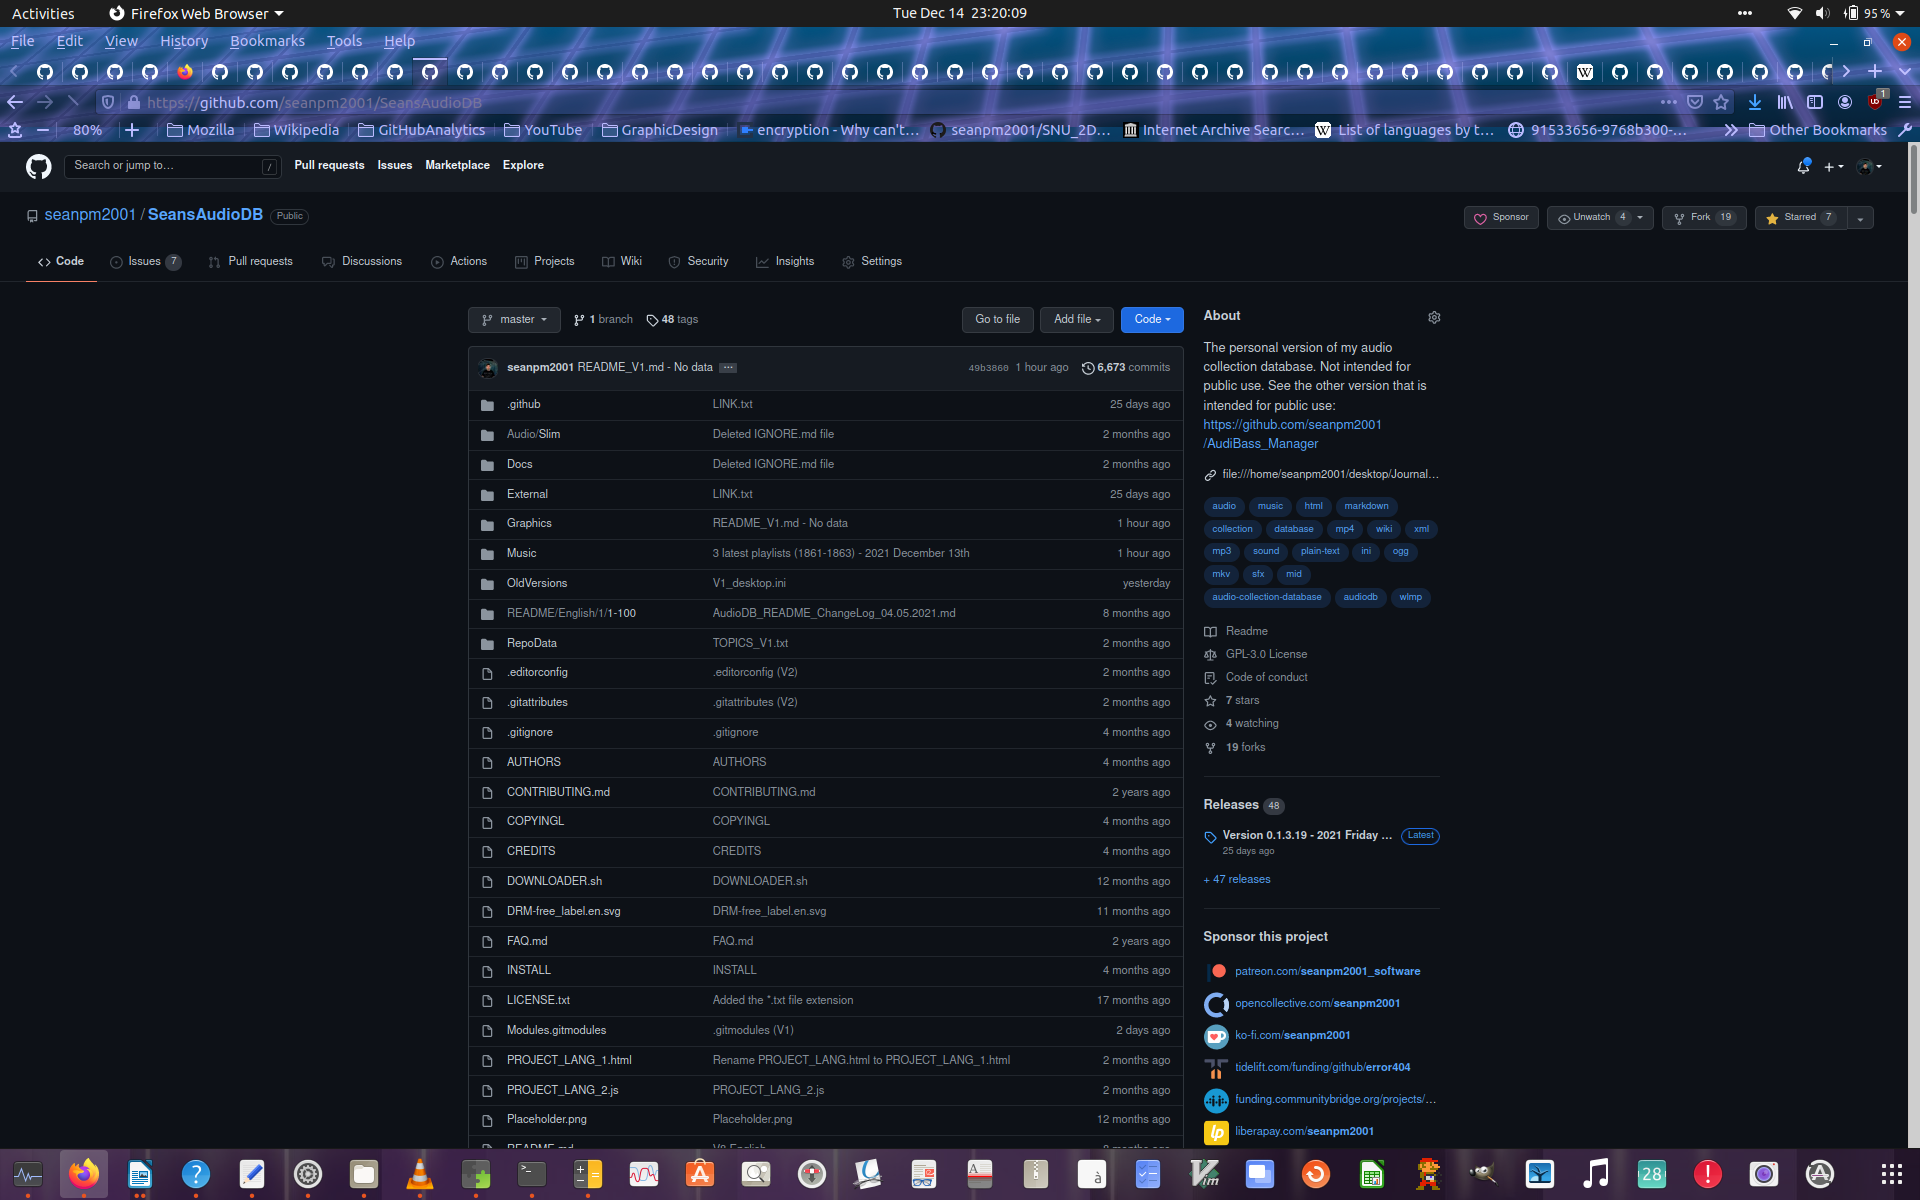 Activities
Firefox Web Browser
Tue Dec 14 23:20:09
95 %
File Edit View History Bookmarks Tools Help
https://github.com/seanpm2001/SeansAudioDB
1
80%
Mozilla
Wikipedia
GitHubAnalytics
YouTube
GraphicDesign
encryption - Why can't…
seanpm2001/SNU_2D…
Internet Archive Searc…
List of languages by t…
91533656-9768b300-…
Other Bookmarks
Search or jump to… /
Pull requests Issues Marketplace Explore
seanpm2001 / SeansAudioDB Public
Sponsor
Unwatch 4
Fork 19
Starred 7
Code
Issues 7
Pull requests
Discussions
Actions
Projects
Wiki
Security
Insights
Settings
master
1 branch
48 tags
Go to file
Add file
Code
seanpm2001 README_V1.md - No data ... 49b3860 1 hour ago 6,673 commits
.github LINK.txt 25 days ago
Audio/Slim Deleted IGNORE.md file 2 months ago
Docs Deleted IGNORE.md file 2 months ago
External LINK.txt 25 days ago
Graphics README_V1.md - No data 1 hour ago
Music 3 latest playlists (1861-1863) - 2021 December 13th 1 hour ago
OldVersions V1_desktop.ini yesterday
README/English/1/1-100 AudioDB_README_ChangeLog_04.05.2021.md 8 months ago
RepoData TOPICS_V1.txt 2 months ago
.editorconfig .editorconfig (V2) 2 months ago
.gitattributes .gitattributes (V2) 2 months ago
.gitignore .gitignore 4 months ago
AUTHORS AUTHORS 4 months ago
CONTRIBUTING.md CONTRIBUTING.md 2 years ago
COPYINGL COPYINGL 4 months ago
CREDITS CREDITS 4 months ago
DOWNLOADER.sh DOWNLOADER.sh 12 months ago
DRM-free_label.en.svg DRM-free_label.en.svg 11 months ago
FAQ.md FAQ.md 2 years ago
INSTALL INSTALL 4 months ago
LICENSE.txt Added the *.txt file extension 17 months ago
Modules.gitmodules .gitmodules (V1) 2 days ago
PROJECT_LANG_1.html Rename PROJECT_LANG.html to PROJECT_LANG_1.html 2 months ago
PROJECT_LANG_2.js PROJECT_LANG_2.js 2 months ago
Placeholder.png Placeholder.png 12 months ago
About
The personal version of my audio
collection database. Not intended for
public use. See the other version that is
intended for public use:
https://github.com/seanpm2001
/AudiBass_Manager
file:///home/seanpm2001/desktop/Journal…
audio music html markdown
collection database mp4 wiki xml
mp3 sound plain-text ini ogg
mkv sfx mid
audio-collection-database audiodb wlmp
Readme
GPL-3.0 License
Code of conduct
7 stars
4 watching
19 forks
Releases 48
Version 0.1.3.19 - 2021 Friday ... Latest
25 days ago
+ 47 releases
Sponsor this project
patreon.com/seanpm2001_software
opencollective.com/seanpm2001
ko-fi.com/seanpm2001
tidelift.com/funding/github/error404
funding.communitybridge.org/projects/…
liberapay.com/seanpm2001
28